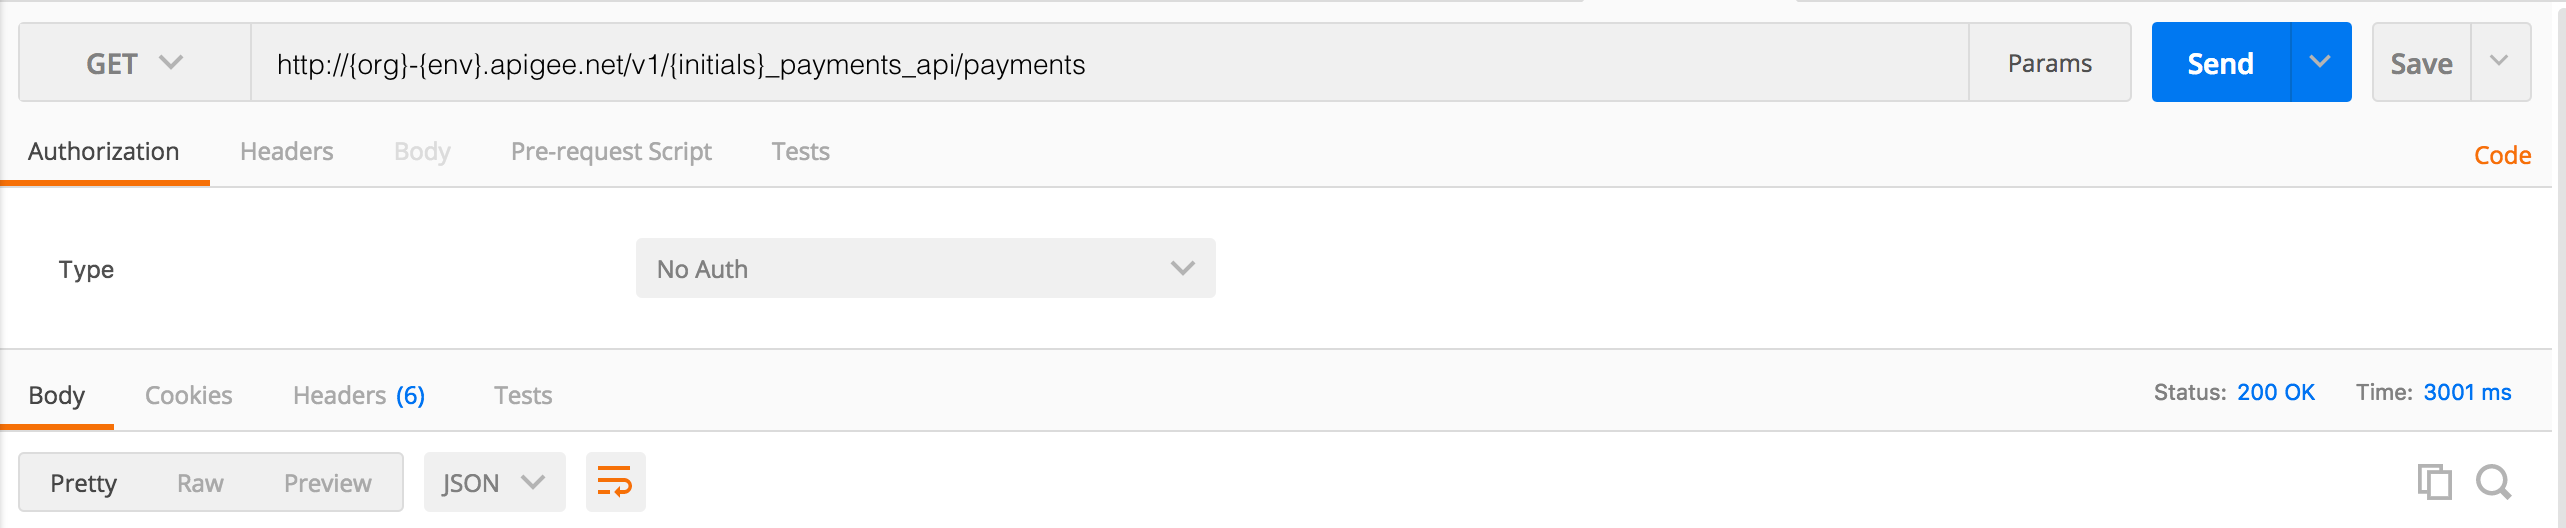 GET http://{org}-{env}.apigee.net/v1/{initials}_payments_api/payments Params Send Save
Authorization Headers Body Pre-request Script Tests Code
Type No Auth
Body Cookies Headers (6) Tests Status: 200 OK Time: 3001 ms
Pretty Raw Preview JSON